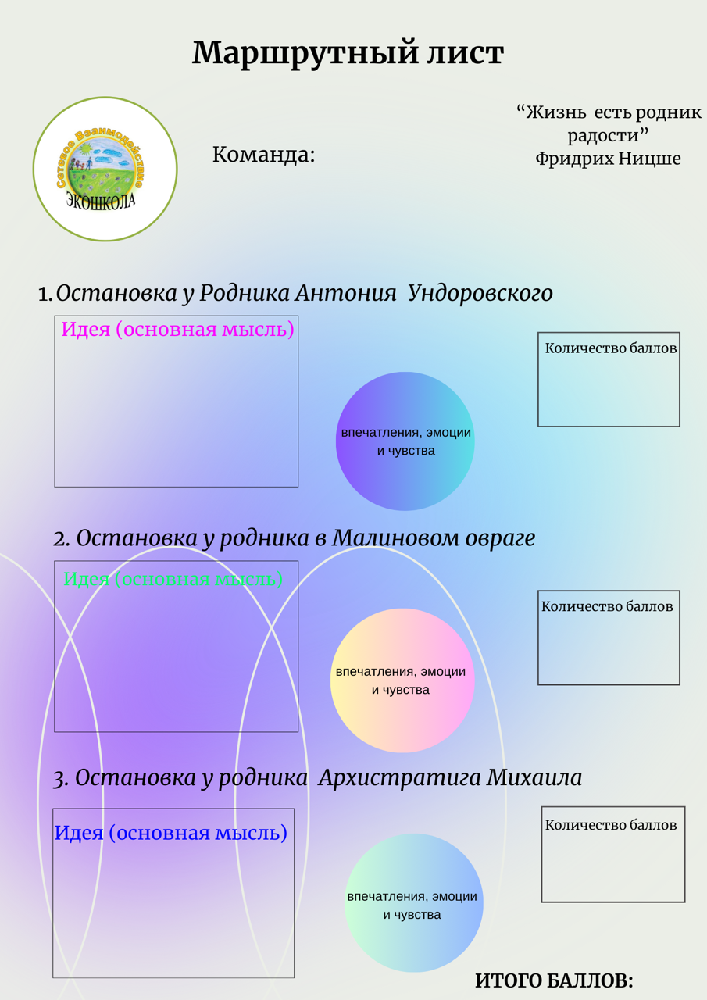 Маршрутный лист
“Жизнь есть родник
радости”
Фридрих Ницше
Сетевое Взаимодействие
ЭКОШКОЛА
Команда:
1. Остановка у Родника Антония Ундоровского
Идея (основная мысль)
Количество баллов
впечатления, эмоции
и чувства
2. Остановка у родника в Малиновом овраге
Идея (основная мысль)
Количество баллов
впечатления, эмоции
и чувства
3. Остановка у родника Архистратига Михаила
Идея (основная мысль)
Количество баллов
впечатления, эмоции
и чувства
ИТОГО БАЛЛОВ: